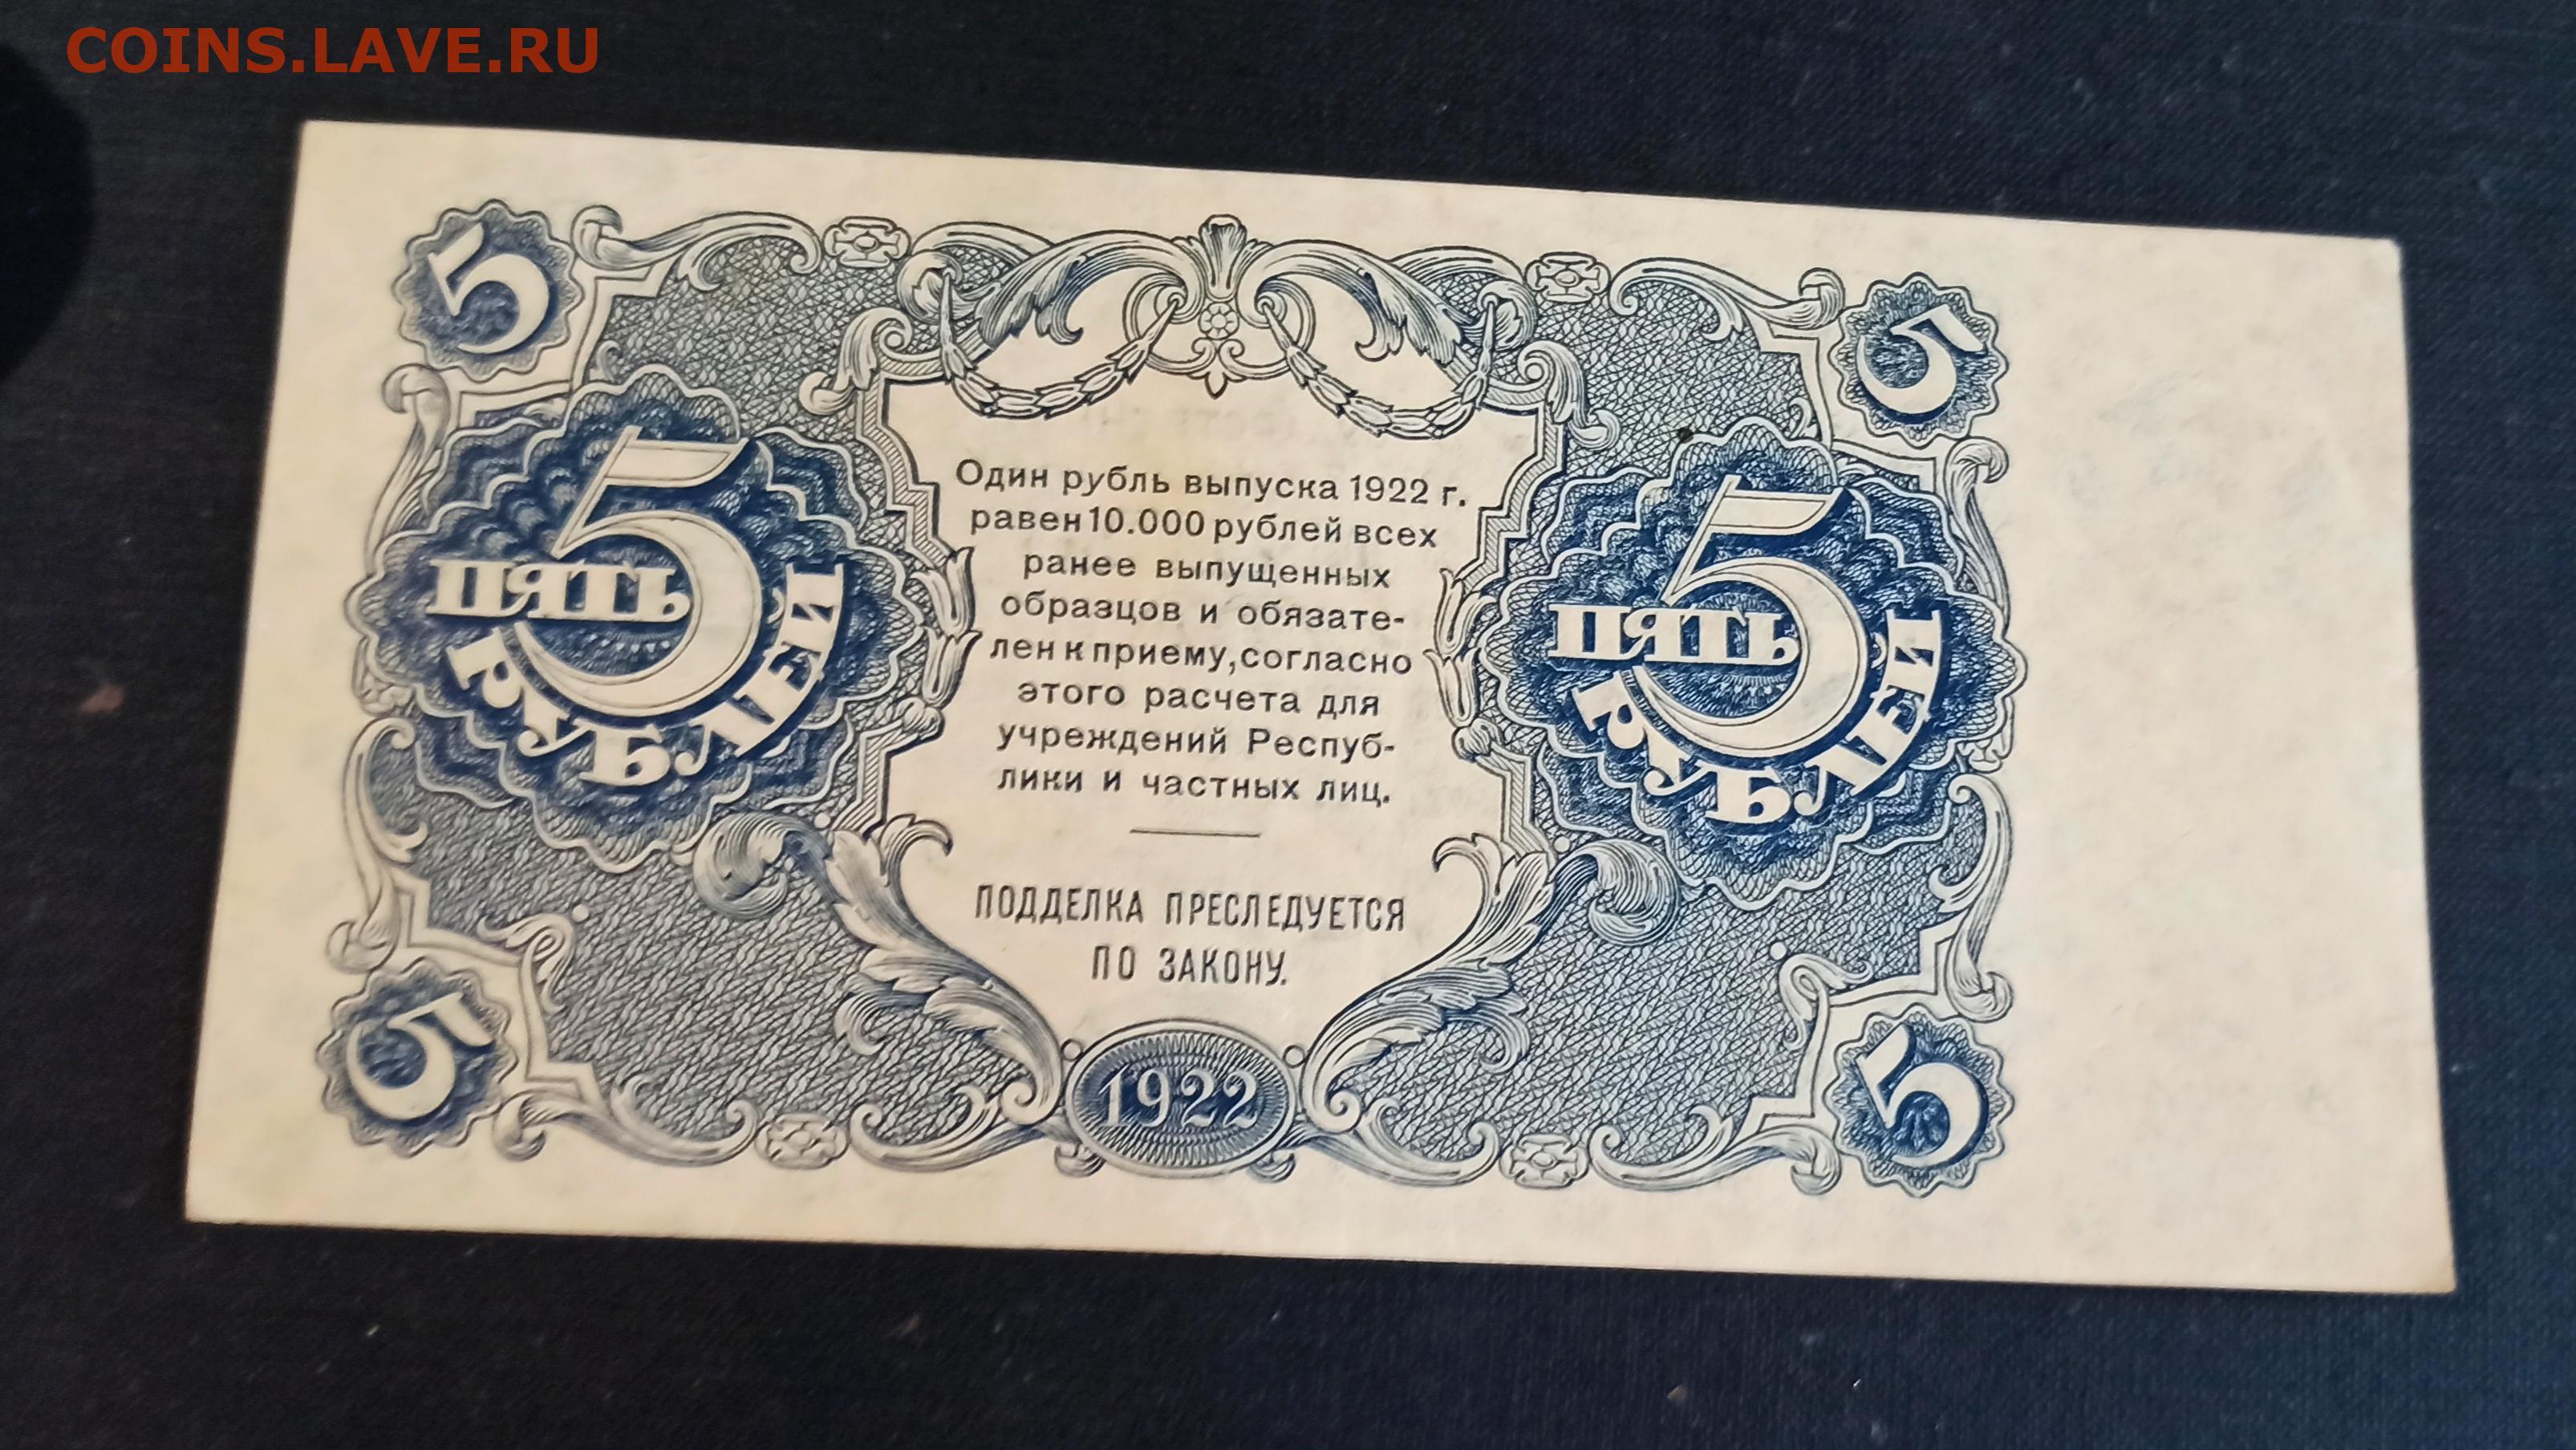 COINS.LAVE.RU
5
5
5 ПЯТЬ РУБЛЕЙ
Один рубль выпуска 1922 г.
равен 10.000 рублей всех
ранее выпущенных
образцов и обязате-
лен к приему, согласно
этого расчета для
учреждений Респуб-
лики и частных лиц.
ПОДДЕЛКА ПРЕСЛЕДУЕТСЯ
ПО ЗАКОНУ.
5 ПЯТЬ РУБЛЕЙ
5
1922
5